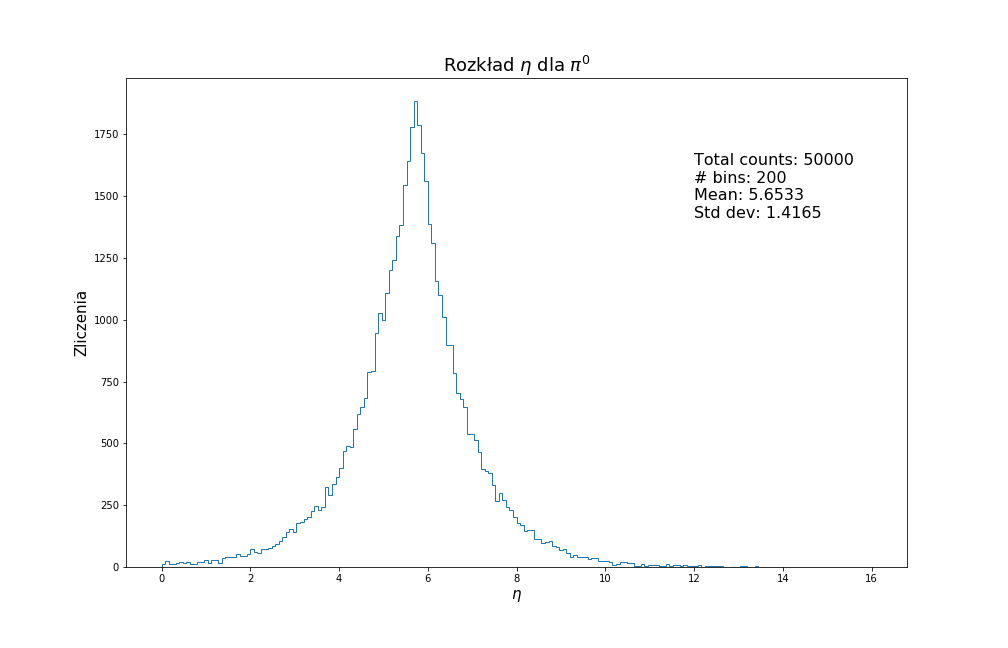 Rozkład η dla π⁰
Total counts: 50000
# bins: 200
Mean: 5.6533
Std dev: 1.4165
Zliczenia
1750
1500
1250
1000
750
500
250
0
0 2 4 6 8 10 12 14 16
η